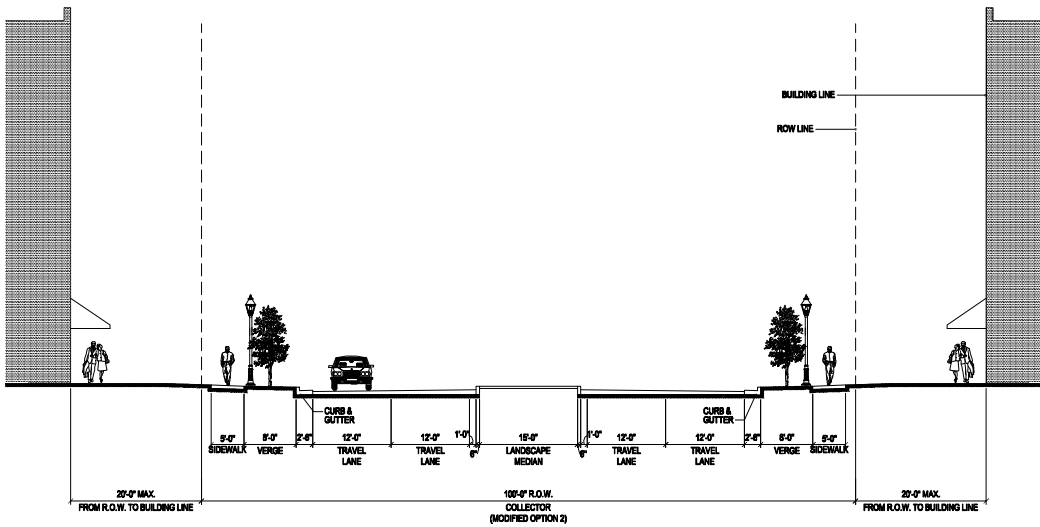 BUILDING LINE
ROW LINE
CURB &
GUTTER
CURB &
GUTTER
5'-0" 8'-0" 2'-6" 12'-0" 12'-0" 1'-0" 6" 15'-0" 6" 1'-0" 12'-0" 12'-0" 2'-6" 8'-0" 5'-0"
SIDEWALK VERGE TRAVEL TRAVEL LANDSCAPE TRAVEL TRAVEL VERGE SIDEWALK
LANE LANE MEDIAN LANE LANE
20'-0" MAX. 100'-0" R.O.W. 20'-0" MAX.
FROM R.O.W. TO BUILDING LINE COLLECTOR FROM R.O.W. TO BUILDING LINE
(MODIFIED OPTION 2)